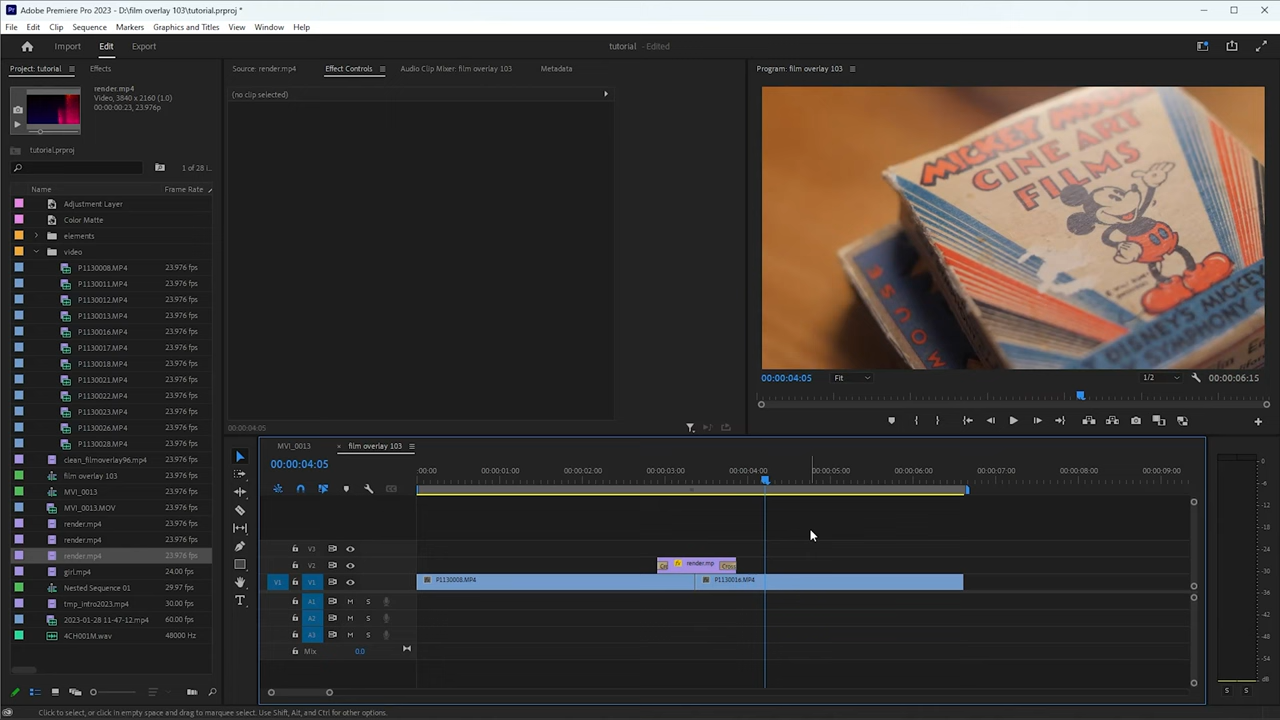 Adobe Premiere Pro 2023 - D:\film overlay 103\tutorial.prproj *
File Edit Clip Sequence Markers Graphics and Titles View Window Help
Import Edit Export
tutorial - Edited
Project: tutorial Effects
Source: render.mp4 Effect Controls Audio Clip Mixer: film overlay 103 Metadata
Program: film overlay 103
render.mp4
Video, 3840 x 2160 (1.0)
00:00:00:23, 23.976p
(no clip selected)
tutorial.prproj
1 of 28 i...
Name Frame Rate
Adjustment Layer
Color Matte
elements
video
P1130008.MP4 23.976 fps
P1130011.MP4 23.976 fps
P1130012.MP4 23.976 fps
P1130013.MP4 23.976 fps
P1130016.MP4 23.976 fps
P1130017.MP4 23.976 fps
P1130018.MP4 23.976 fps
P1130021.MP4 23.976 fps
P1130022.MP4 23.976 fps
P1130023.MP4 23.976 fps
P1130026.MP4 23.976 fps
P1130028.MP4 23.976 fps
clean_filmoverlay96.mp4 23.976 fps
film overlay 103 23.976 fps
MVI_0013 23.976 fps
MVI_0013.MOV 23.976 fps
render.mp4 23.976 fps
render.mp4 23.976 fps
render.mp4 23.976 fps
girl.mp4 24.00 fps
Nested Sequence 01 29.97 fps
tmp_Intro2023.mp4 30.00 fps
2023-01-28 11-47-12.mp4 60.00 fps
4CH001M.wav 48000 Hz
00:00:04:05
MICKEY MOUSE
CINE ART
FILMS
00:00:04:05 Fit 1/2 00:00:06:15
MVI_0013 film overlay 103
00:00:04:05
:00:00 00:00:01:00 00:00:02:00 00:00:03:00 00:00:04:00 00:00:05:00 00:00:06:00 00:00:07:00 00:00:08:00 00:00:09:00
V3
V2 render.mp
V1 V1 P1130008.MP4 P1130016.MP4
A1 M S
A2 M S
A3 M S
Mix 0.0
0
-6
-12
-18
-24
-30
-36
-42
-48
-54
dB
S S
Click to select, or click in empty space and drag to marquee select. Use Shift, Alt, and Ctrl for other options.